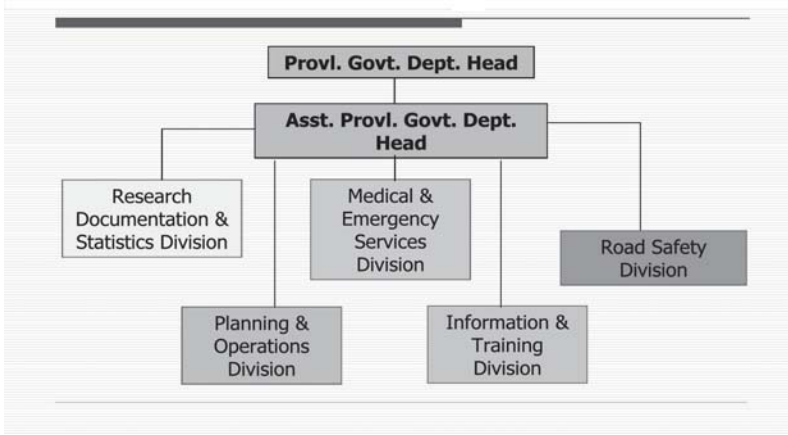 Provl. Govt. Dept. Head
Asst. Provl. Govt. Dept.
Head
Research
Documentation &
Statistics Division
Medical &
Emergency
Services
Division
Road Safety
Division
Planning &
Operations
Division
Information &
Training
Division